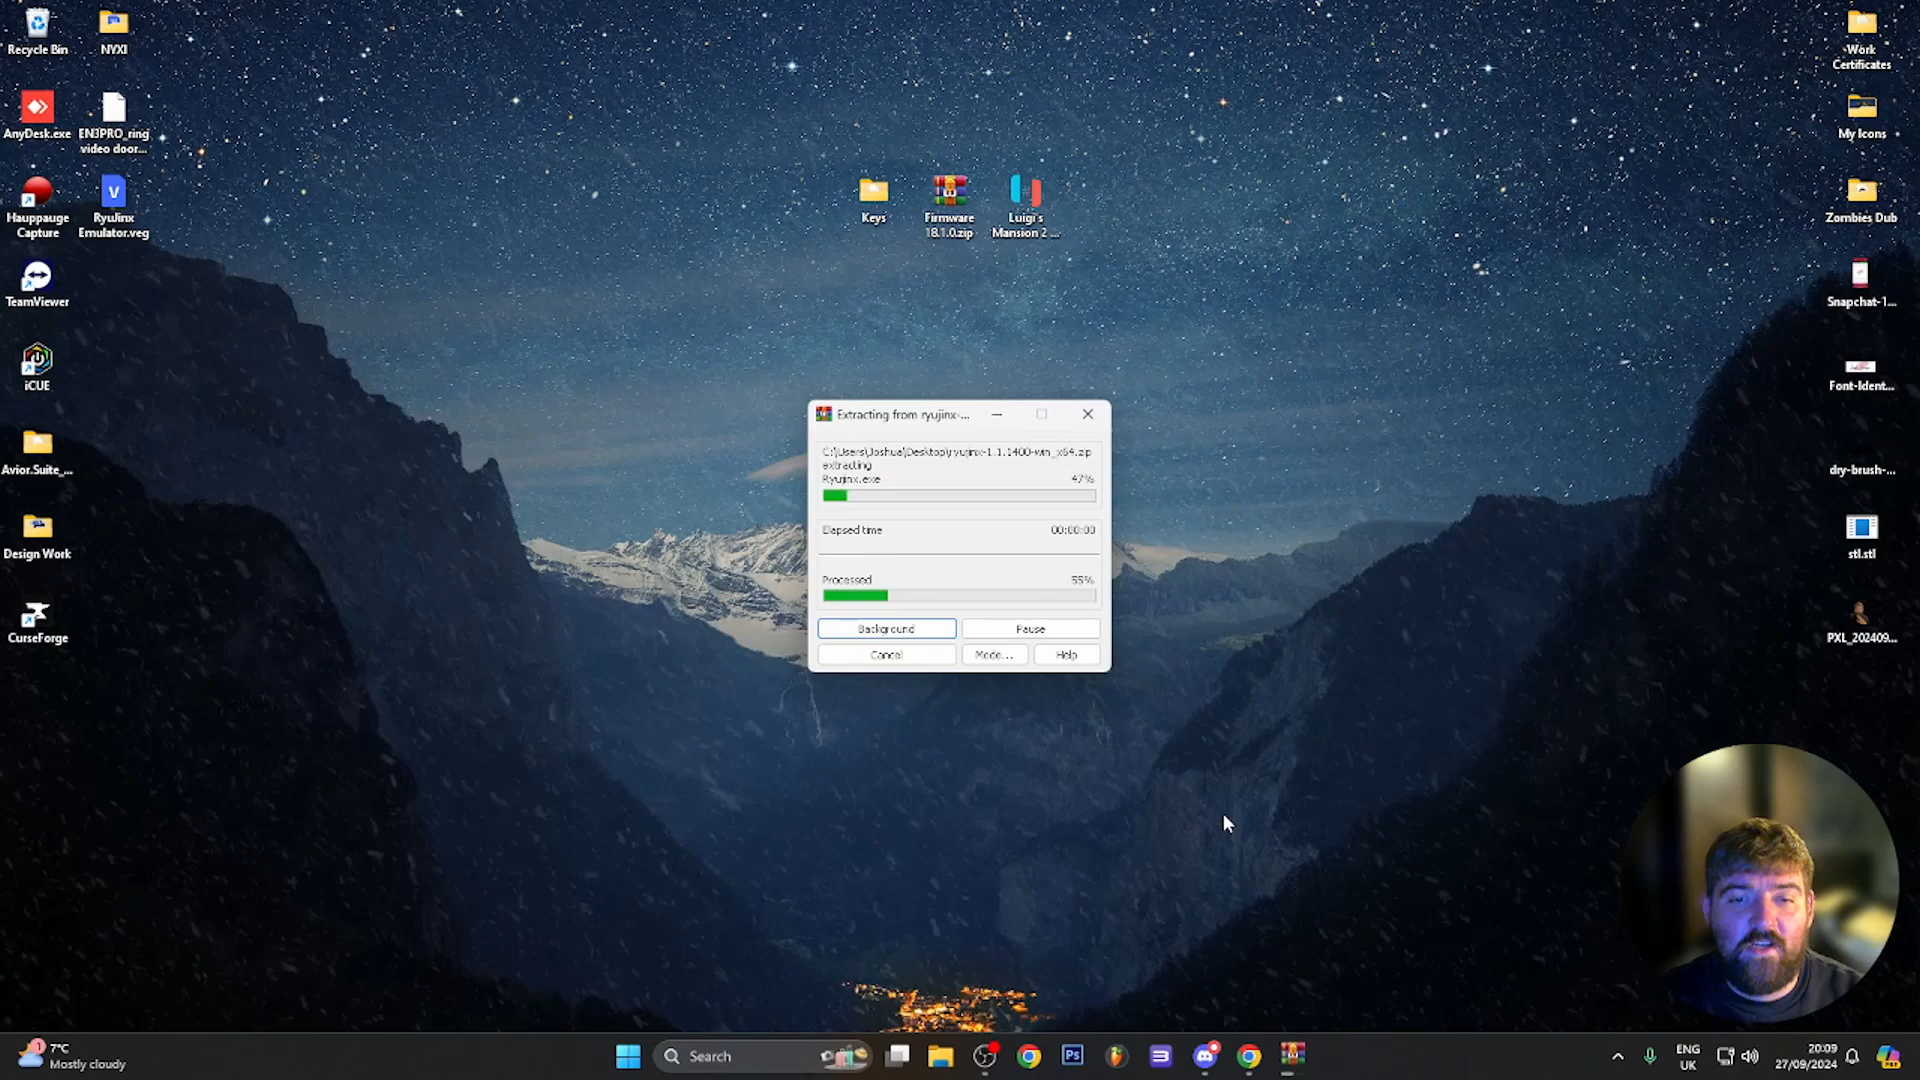 Recycle Bin
NYXI
AnyDesk.exe
EN3PRO_ring
video door...
Hauppauge
Capture
V
RyuJinx
Emulator.veg
TeamViewer
iCUE
Avior.Suite_...
Design Work
CurseForge
Keys
Firmware
18.1.0.zip
Luigi's
Mansion 2 ...
Work
Certificates
My Icons
Zombies Dub
Snapchat-1...
Font-Ident...
dry-brush-...
stl.stl
PXL_202409...
Extracting from ryujinx-...
C:\Users\Joshua\Desktop\ryujinx-1.1.1400-win_x64.zip
extracting
Ryujinx.exe 47%
Elapsed time 00:00:00
Processed 55%
Background Pause
Cancel Mode... Help
1
7°C
Mostly cloudy
Search
Ps
ENG
UK
20:09
27/09/2024